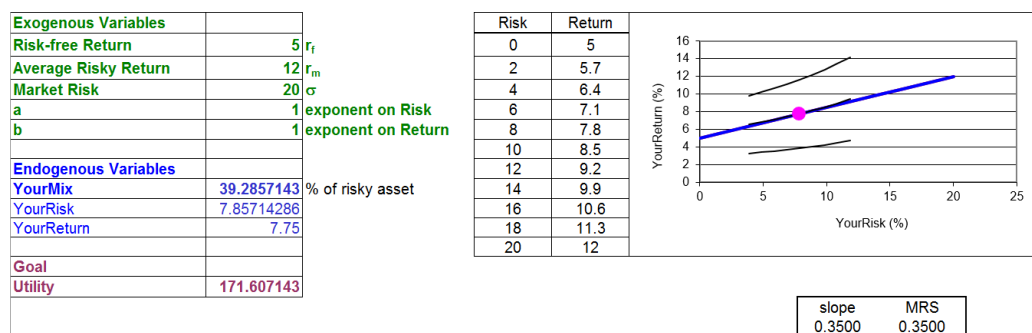 Exogenous Variables
Risk-free Return 5 rf
Average Risky Return 12 rm
Market Risk 20 σ
a 1 exponent on Risk
b 1 exponent on Return
Endogenous Variables
YourMix 39.2857143 % of risky asset
YourRisk 7.85714286
YourReturn 7.75
Goal
Utility 171.607143
Risk Return
0 5
2 5.7
4 6.4
6 7.1
8 7.8
10 8.5
12 9.2
14 9.9
16 10.6
18 11.3
20 12
YourReturn (%)
16
14
12
10
8
6
4
2
0
0 5 10 15 20 25
YourRisk (%)
slope MRS
0.3500 0.3500